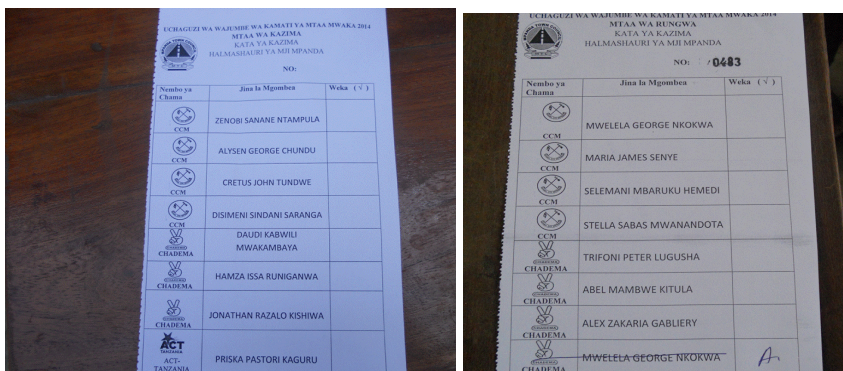 UCHAGUZI WA WAJUMBE WA KAMATI YA MTAA MWAKA 2014
MTAA WA KAZIMA
KATA YA KAZIMA
HALMASHAURI YA MJI MPANDA
NO:
Nembo ya Chama Jina la Mgombea Weka (√)
CCM ZENOBI SANANE NTAMPULA
CCM ALYSEN GEORGE CHUNDU
CCM CRETUS JOHN TUNDWE
CCM DISIMENI SINDANI SARANGA
DAUDI KABWILI
MWAKAMBAYA
CHADEMA
HAMZA ISSA RUNIGANWA
CHADEMA
JONATHAN RAZALO KISHIWA
CHADEMA
ACT
TANZANIA
PRISKA PASTORI KAGURU
ACT-
TANZANIA
UCHAGUZI WA WAJUMBE WA KAMATI YA MTAA MWAKA 2014
MTAA WA RUNGWA
KATA YA KAZIMA
HALMASHAURI YA MJI MPANDA
NO: 0483
Nembo ya Chama Jina la Mgombea Weka (√)
MWELELA GEORGE NKOKWA
CCM
MARIA JAMES SENYE
CCM
SELEMANI MBARUKU HEMEDI
CCM
STELLA SABAS MWANANDOTA
CCM
TRIFONI PETER LUGUSHA
CHADEMA
ABEL MAMBWE KITULA
CHADEMA
ALEX ZAKARIA GABLIERY
CHADEMA
MWELELA GEORGE NKOKWA A.
CHADEMA